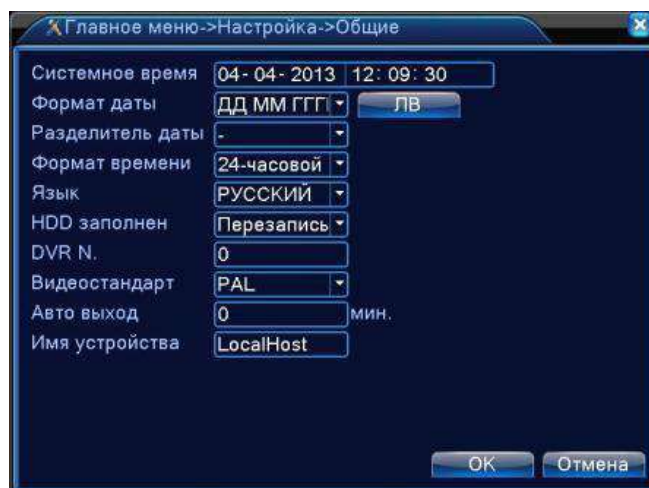 Главное меню->Настройка->Общие
Системное время 04-04-2013 12:09:30
Формат даты ДД ММ ГГГ ЛВ
Разделитель даты -
Формат времени 24-часовой
Язык РУССКИЙ
HDD заполнен Перезапись
DVR N. 0
Видеостандарт PAL
Авто выход 0 мин.
Имя устройства LocalHost
OK Отмена